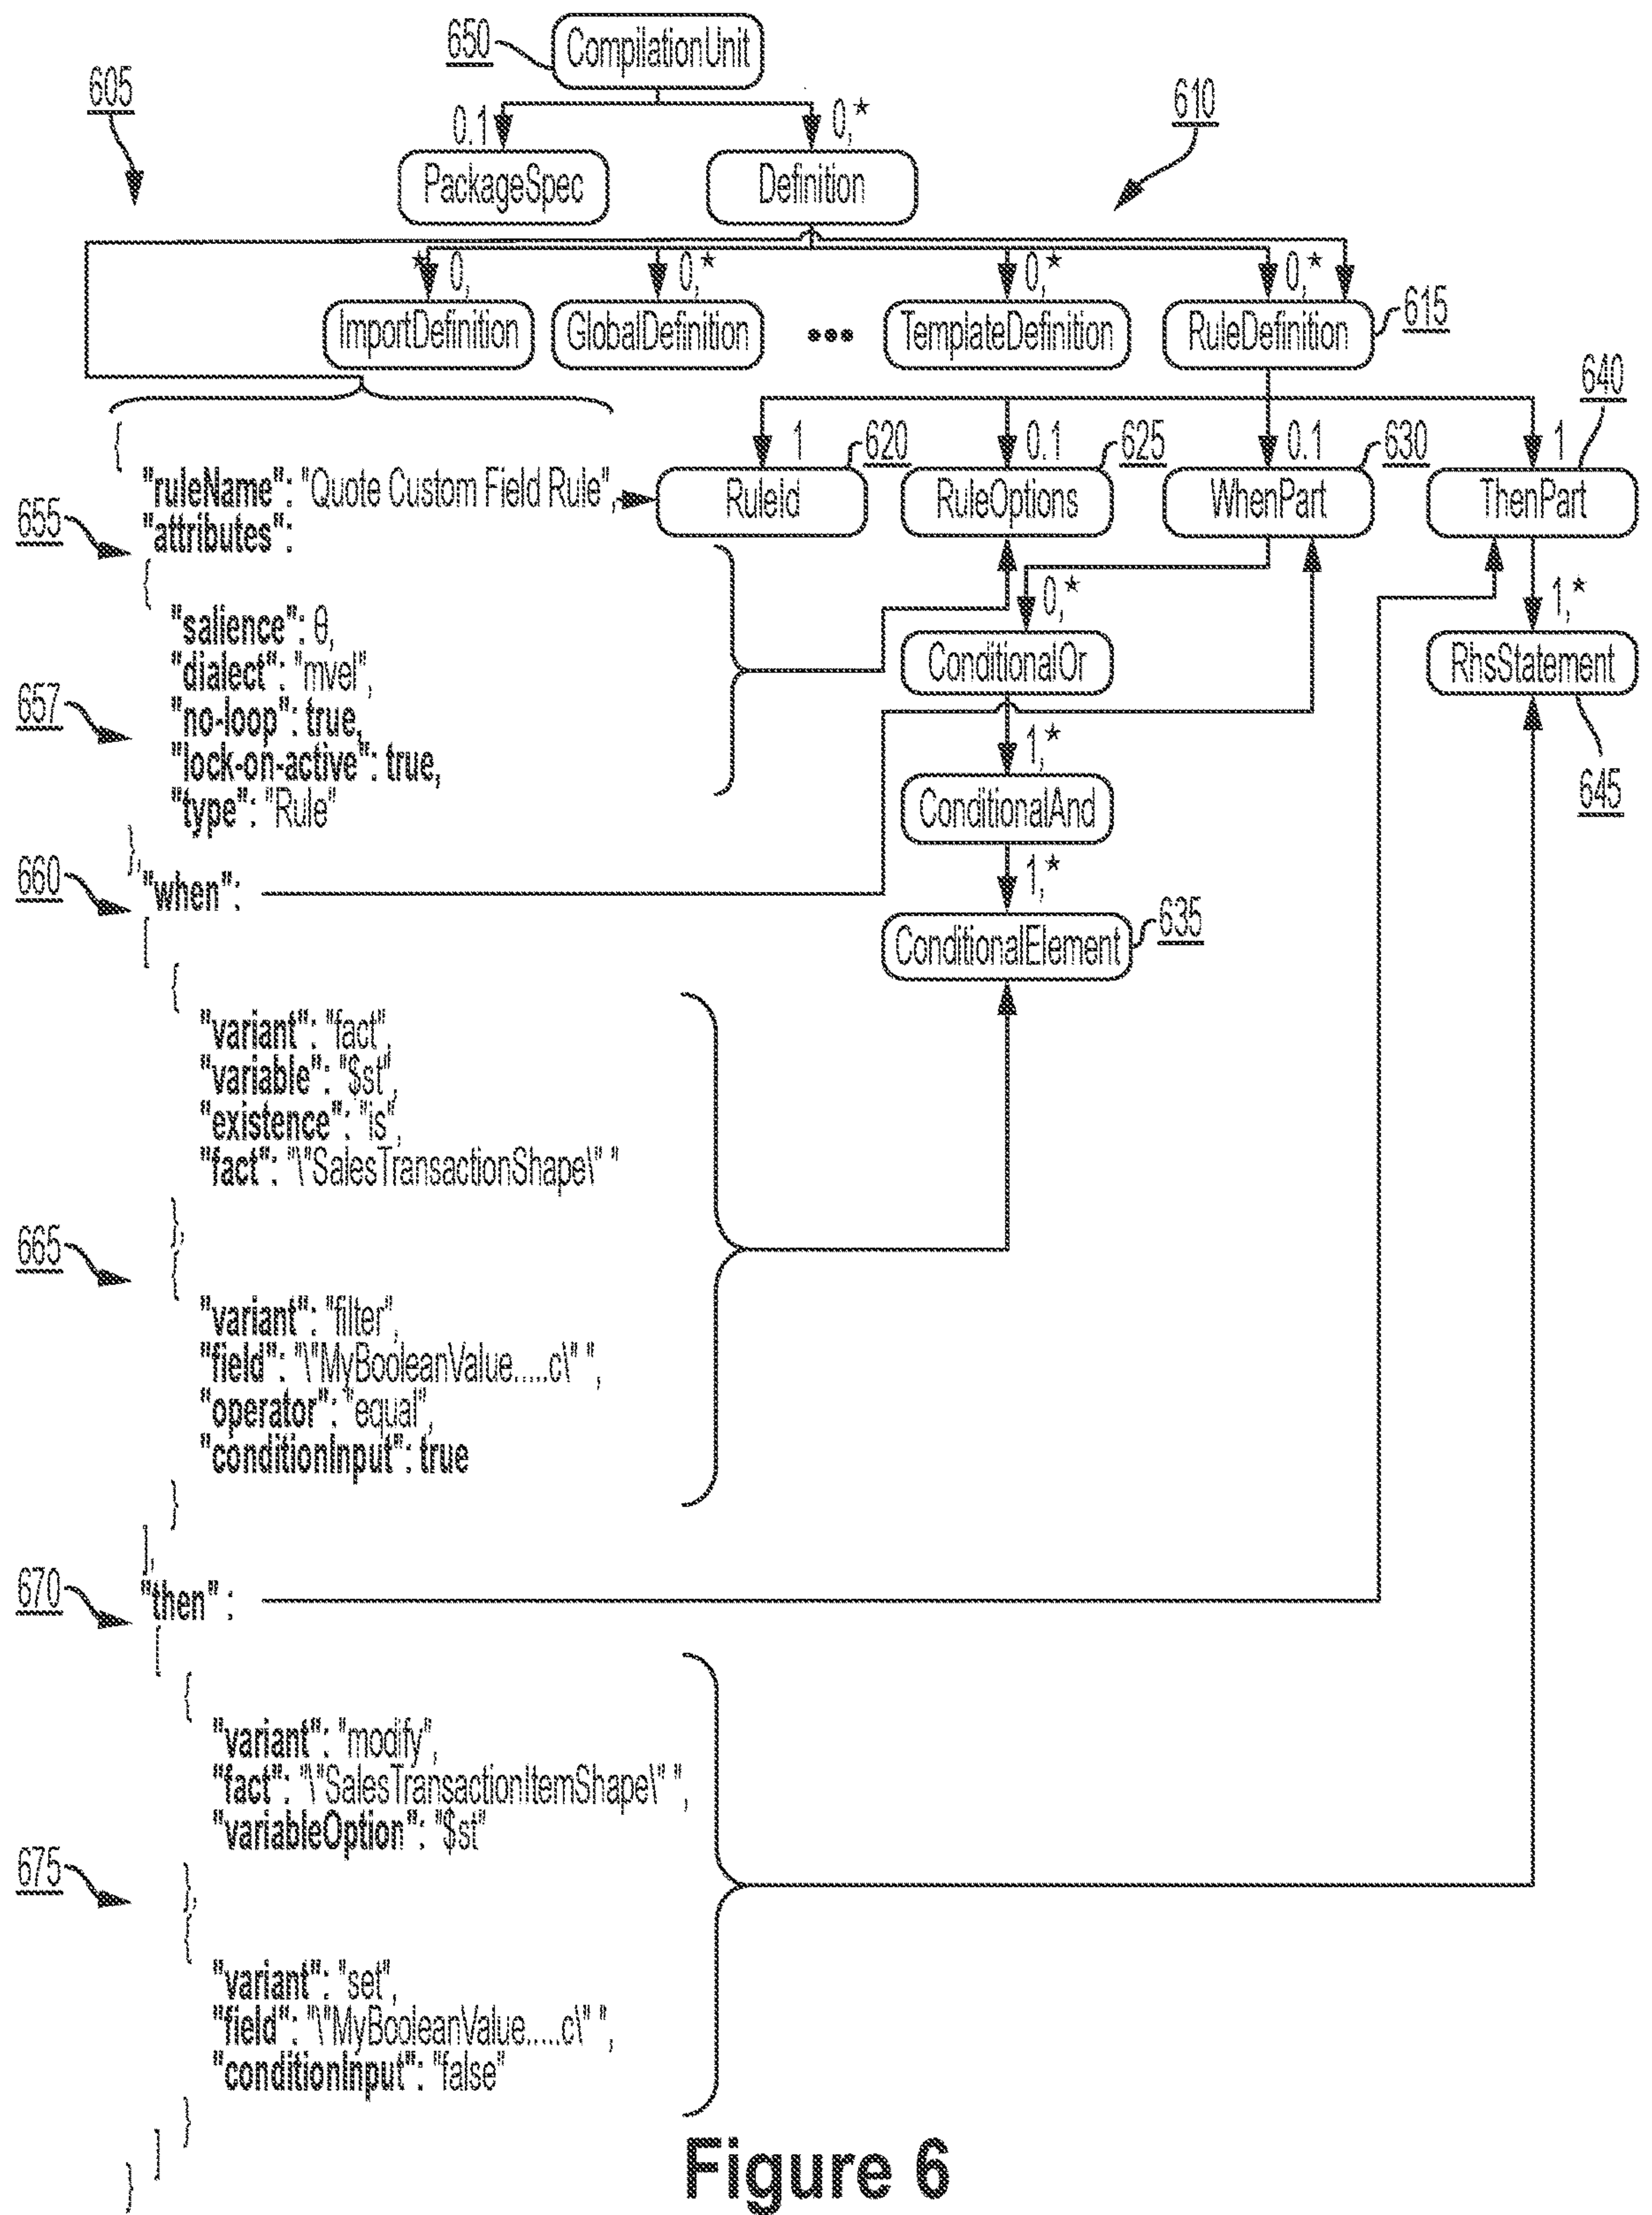 650 CompilationUnit
605
610
0.1 0,*
PackageSpec Definition
*0, 0,* 0,* 0,*
ImportDefinition GlobalDefinition ••• TemplateDefinition RuleDefinition 615
640
1 620 0.1 625 0.1 630 1
RuleId RuleOptions WhenPart ThenPart
{
"ruleName": "Quote Custom Field Rule",
655
"attributes":
{
0,* 1,*
"salience": θ,
ConditionalOr RhsStatement
"dialect": "mvel",
657
"no-loop": true,
1,*
"lock-on-active": true,
645
"type": "Rule"
ConditionalAnd
},
1,*
660
"when":
635
ConditionalElement
[
{
"variant": "fact",
"variable": "$st",
"existence": "is",
"fact": "\"SalesTransactionShape\" "
},
665
{
"variant": "filter",
"field": "\"MyBooleanValue.....c\" ",
"operator": "equal",
"conditionInput": true
}
],
670
"then" :
[
{
"variant": "modify",
"fact": "\"SalesTransactionItemShape\" ",
"variableOption": "$st"
675
},
{
"variant": "set",
"field": "\"MyBooleanValue.....c\" ",
"conditionInput": "false"
}
]
}
Figure 6